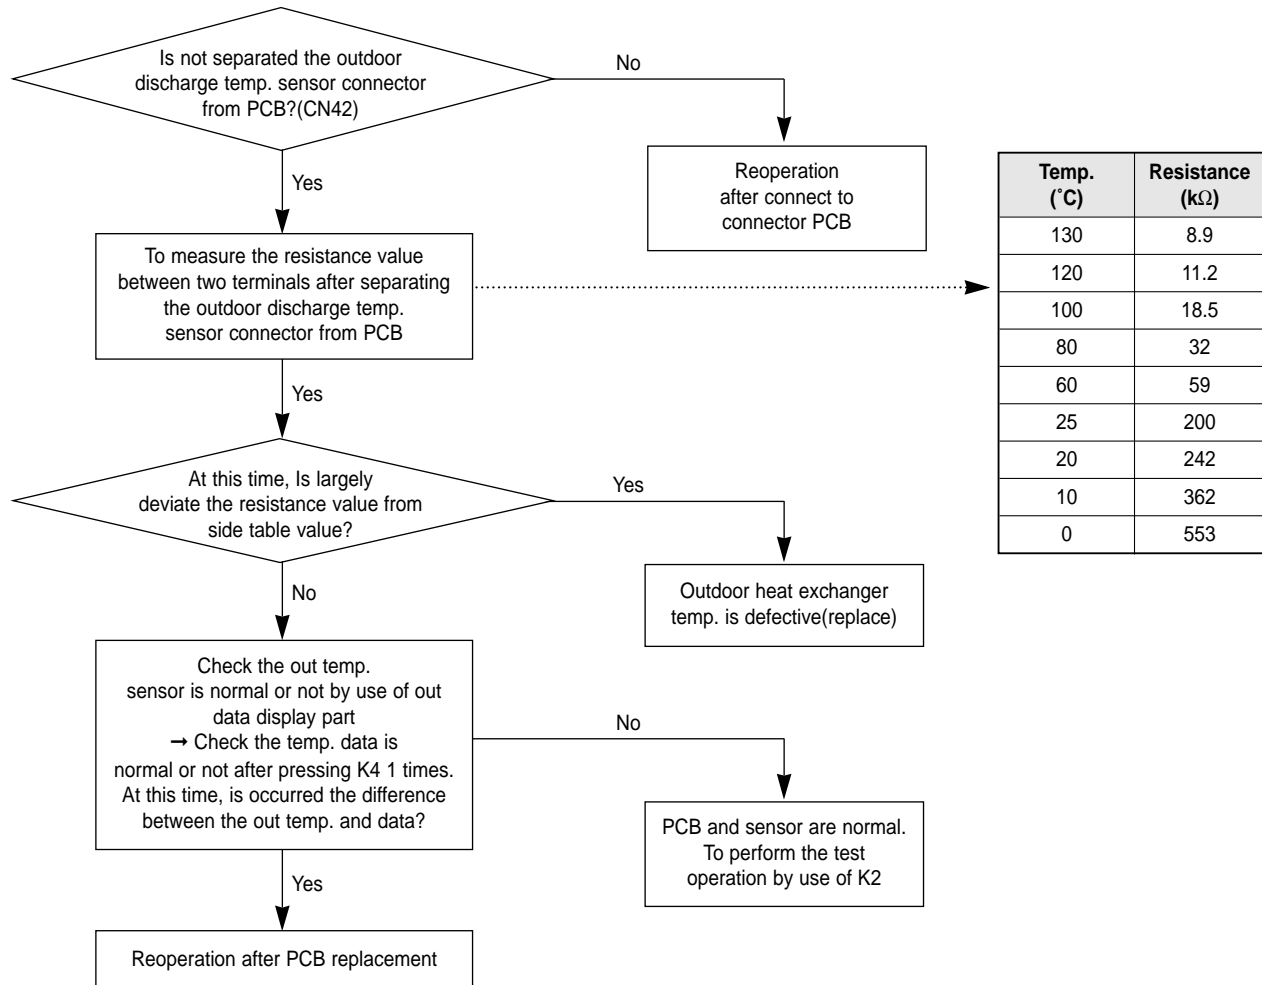 Is not separated the outdoor
discharge temp. sensor connector
from PCB?(CN42)
No
Reoperation
after connect to
connector PCB
Yes
To measure the resistance value
between two terminals after separating
the outdoor discharge temp.
sensor connector from PCB
Yes
At this time, Is largely
deviate the resistance value from
side table value?
Yes
Outdoor heat exchanger
temp. is defective(replace)
No
Check the out temp.
sensor is normal or not by use of out
data display part
→ Check the temp. data is
normal or not after pressing K4 1 times.
At this time, is occurred the difference
between the out temp. and data?
No
PCB and sensor are normal.
To perform the test
operation by use of K2
Yes
Reoperation after PCB replacement
Temp. Resistance
(˚C) (kΩ)
130 8.9
120 11.2
100 18.5
80 32
60 59
25 200
20 242
10 362
0 553